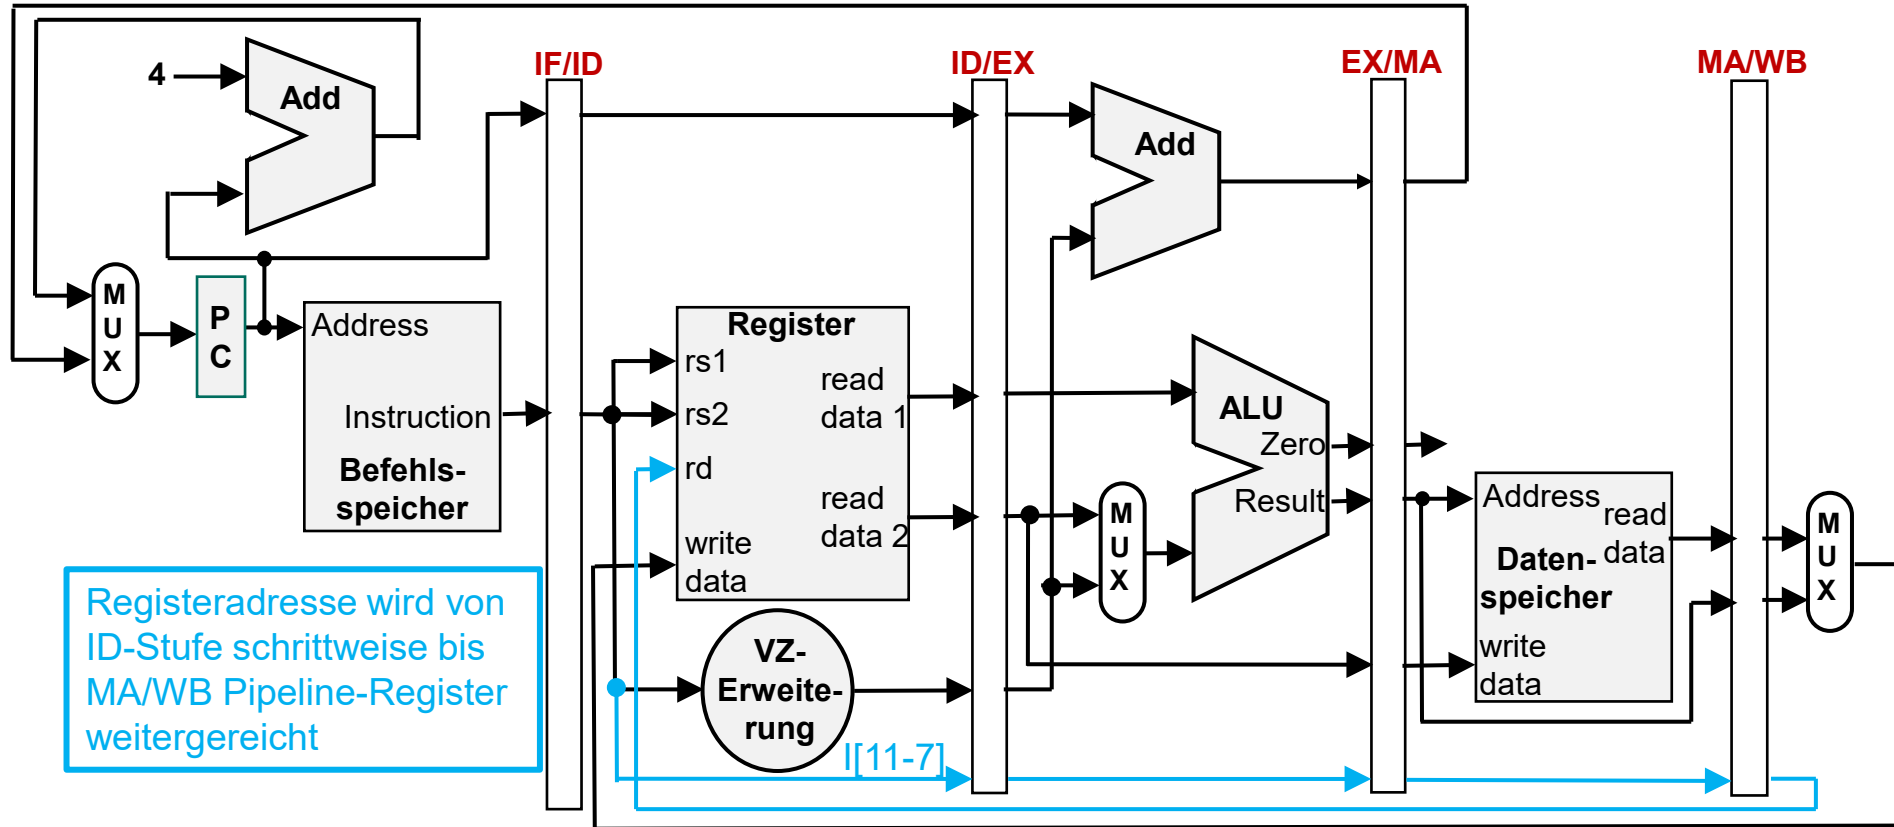 IF/ID
ID/EX
EX/MA
MA/WB
4
Add
Add
M
U
X
P
C
Address
Instruction
Befehls-
speicher
Register
rs1
rs2
rd
write
data
read
data 1
read
data 2
VZ-
Erweite-
rung
I[11-7]
M
U
X
ALU
Zero
Result
Address
read
data
Daten-
speicher
write
data
M
U
X
Registeradresse wird von
ID-Stufe schrittweise bis
MA/WB Pipeline-Register
weitergereicht